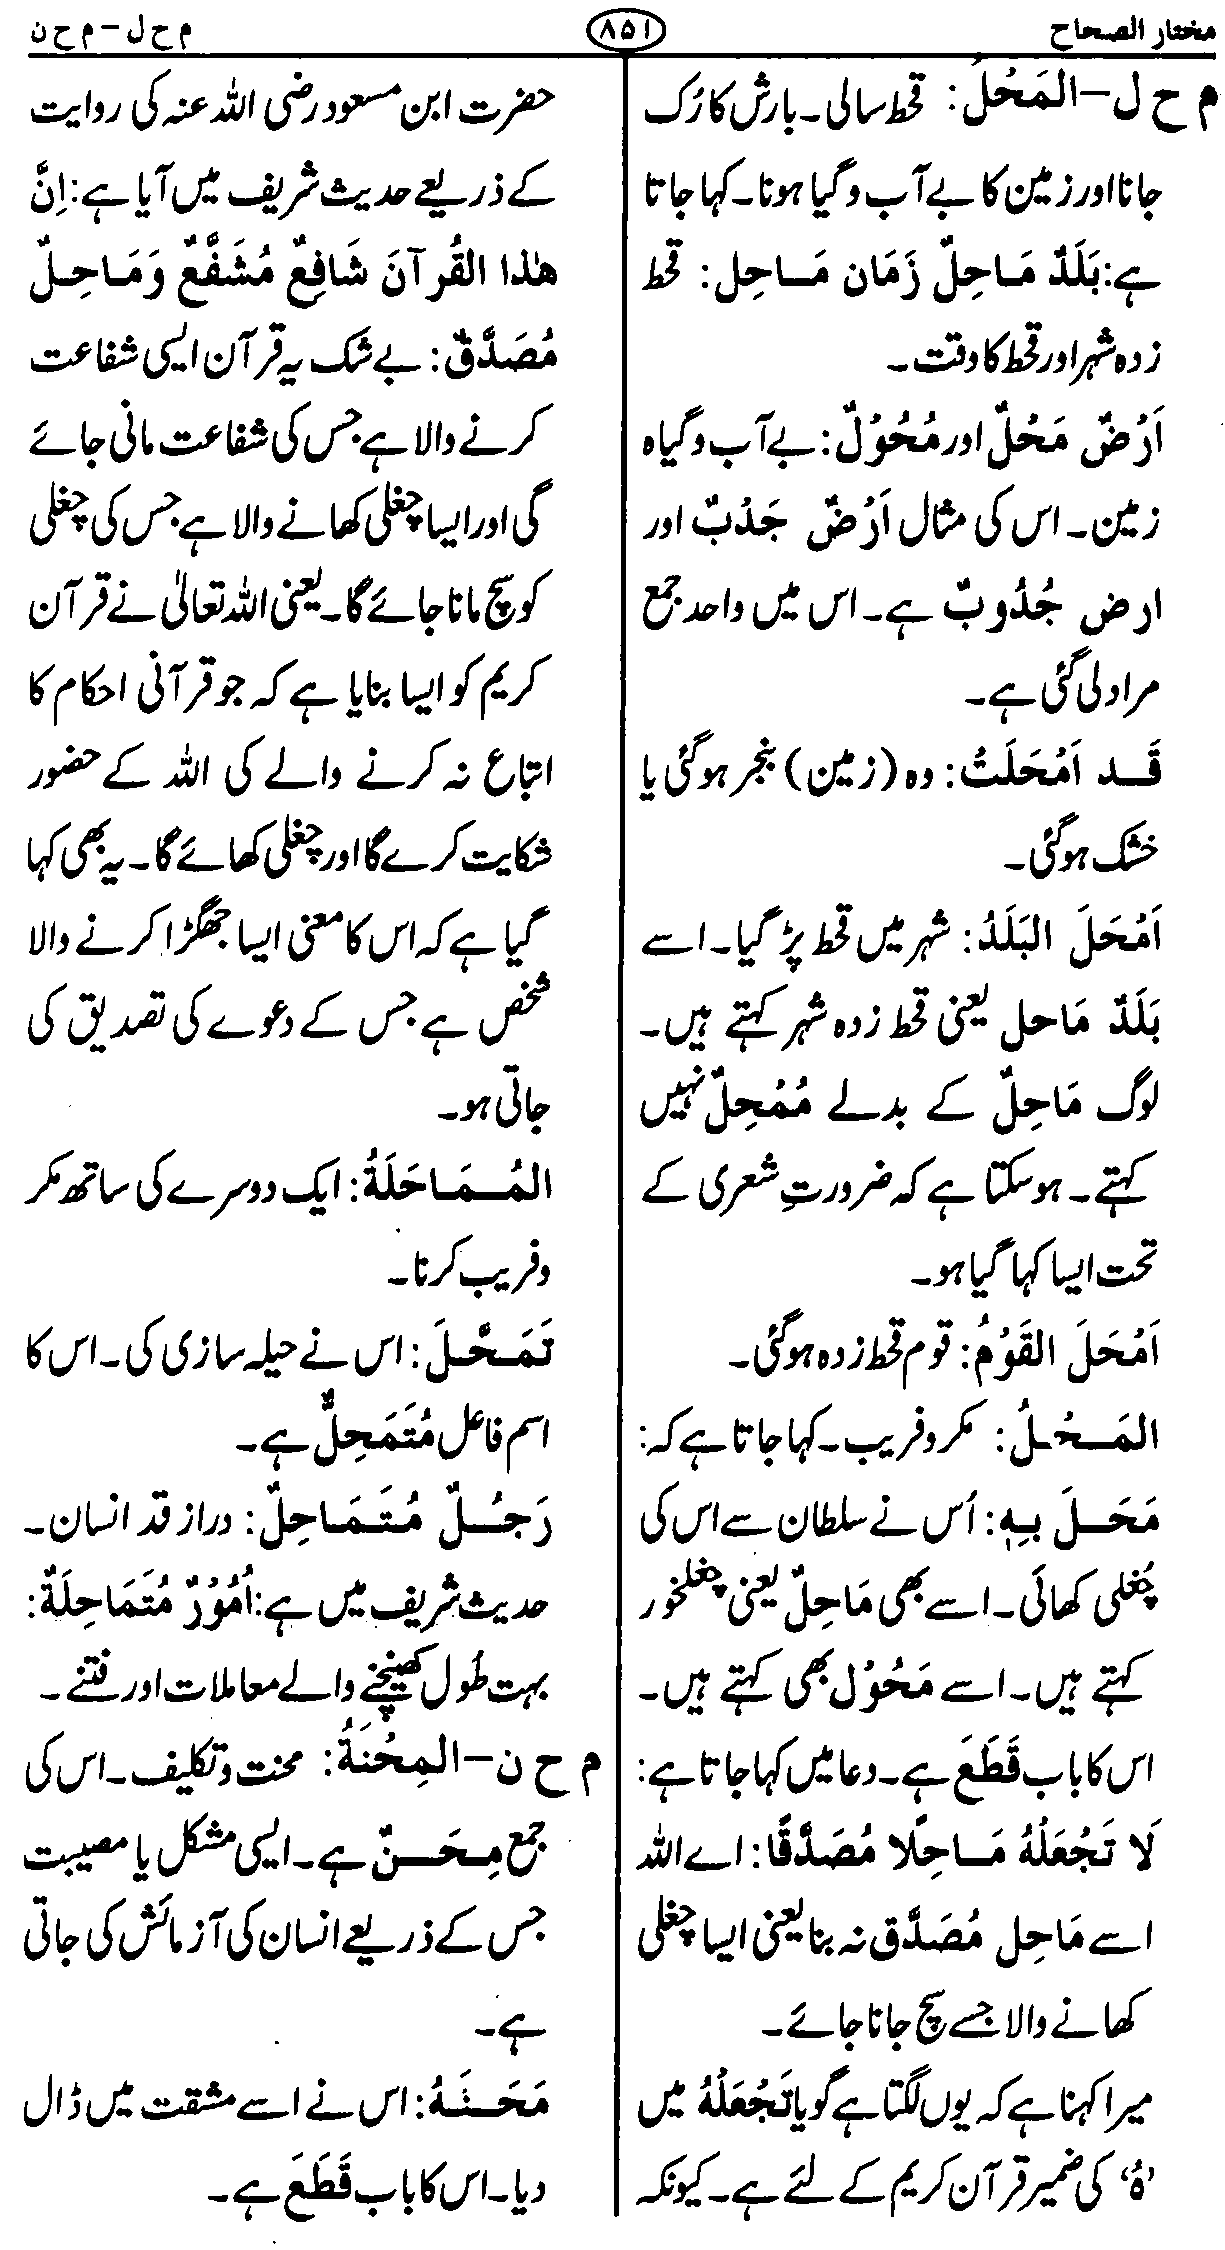 مختار الصحاح
۸۵۱
م ح ل – م ح ن
م ح ل – المَحْلُ: قحط سالی۔ بارش کا رُک
جانا اور زمین کا بے آب و گیا ہونا۔ کہا جاتا
ہے: بَلَدٌ مَاحِلٌ زَمَان مَاحِل: قحط
زدہ شہر اور قحط کا وقت۔
اَرْضٌ مَحْلٌ اور مُحُوْلٌ: بے آب و گیاہ
زمین۔ اس کی مثال اَرْضٌ جَدْبٌ اور
ارض جُدُوبٌ ہے۔ اس میں واحد جمع
مراد لی گئی ہے۔
قَد اَمْحَلَتْ: وہ (زمین) بنجر ہوگئی یا
خشک ہوگئی۔
اَمْحَلَ البَلَدُ: شہر میں قحط پڑ گیا۔ اسے
بَلَدٌ مَاحل یعنی قحط زدہ شہر کہتے ہیں۔
لوگ مَاحِلٌ کے بدلے مُمْحِلٌ نہیں
کہتے۔ ہوسکتا ہے کہ ضرورتِ شعری کے
تحت ایسا کہا گیا ہو۔
اَمْحَلَ القَوْمُ: قوم قحط زدہ ہوگئی۔
المَحْلُ: مکر و فریب۔ کہا جاتا ہے کہ:
مَحَلَ بِهٖ: اُس نے سلطان سے اس کی
چُغلی کھائی۔ اسے بھی مَاحِلٌ یعنی چغلخور
کہتے ہیں۔ اسے مَحُوْل بھی کہتے ہیں۔
اس کا باب قَطَعَ ہے۔ دعا میں کہا جاتا ہے:
لَا تَجْعَلْهُ مَاحِلًا مُصَدَّقًا: اے اللہ
اسے مَاحِل مُصَدَّق نہ بنا یعنی ایسا چغلی
کھانے والا جسے سچ جانا جائے۔
میرا کہنا ہے کہ یوں لگتا ہے گویا تَجْعَلْهُ میں
'هُ' کی ضمیر قرآن کریم کے لئے ہے۔ کیونکہ
حضرت ابن مسعود رضی اللہ عنہ کی روایت
کے ذریعے حدیث شریف میں آیا ہے: اِنَّ
هٰذا القُرآنَ شَافِعٌ مُشَفَّعٌ وَمَاحِلٌ
مُصَدَّقٌ: بے شک یہ قرآن ایسی شفاعت
کرنے والا ہے جس کی شفاعت مانی جائے
گی اور ایسا چغلی کھانے والا ہے جس کی چغلی
کو سچ مانا جائے گا۔ یعنی اللہ تعالیٰ نے قرآن
کریم کو ایسا بنایا ہے کہ جو قرآنی احکام کا
اتباع نہ کرنے والے کی اللہ کے حضور
شکایت کرے گا اور چغلی کھائے گا۔ یہ بھی کہا
گیا ہے کہ اس کا معنی ایسا جھگڑا کرنے والا
شخص ہے جس کے دعوے کی تصدیق کی
جاتی ہو۔
المُمَاحَلَةُ: ایک دوسرے کی ساتھ مکر
و فریب کرنا۔
تَمَحَّلَ: اس نے حیلہ سازی کی۔ اس کا
اسم فاعل مُتَمَحِلٌّ ہے۔
رَجُلٌ مُتَمَاحِلٌ: دراز قد انسان۔
حدیث شریف میں ہے: اُمُوْرٌ مُتَمَاحِلَةٌ:
بہت طُول کھینچنے والے معاملات اور فتنے۔
م ح ن – المِحْنَةُ: محنت و تکلیف۔ اس کی
جمع مِحَنٌ ہے۔ ایسی مشکل یا مصیبت
جس کے ذریعے انسان کی آزمائش کی جاتی
ہے۔
مَحَنَهُ: اس نے اسے مشقت میں ڈال
دیا۔ اس کا باب قَطَعَ ہے۔